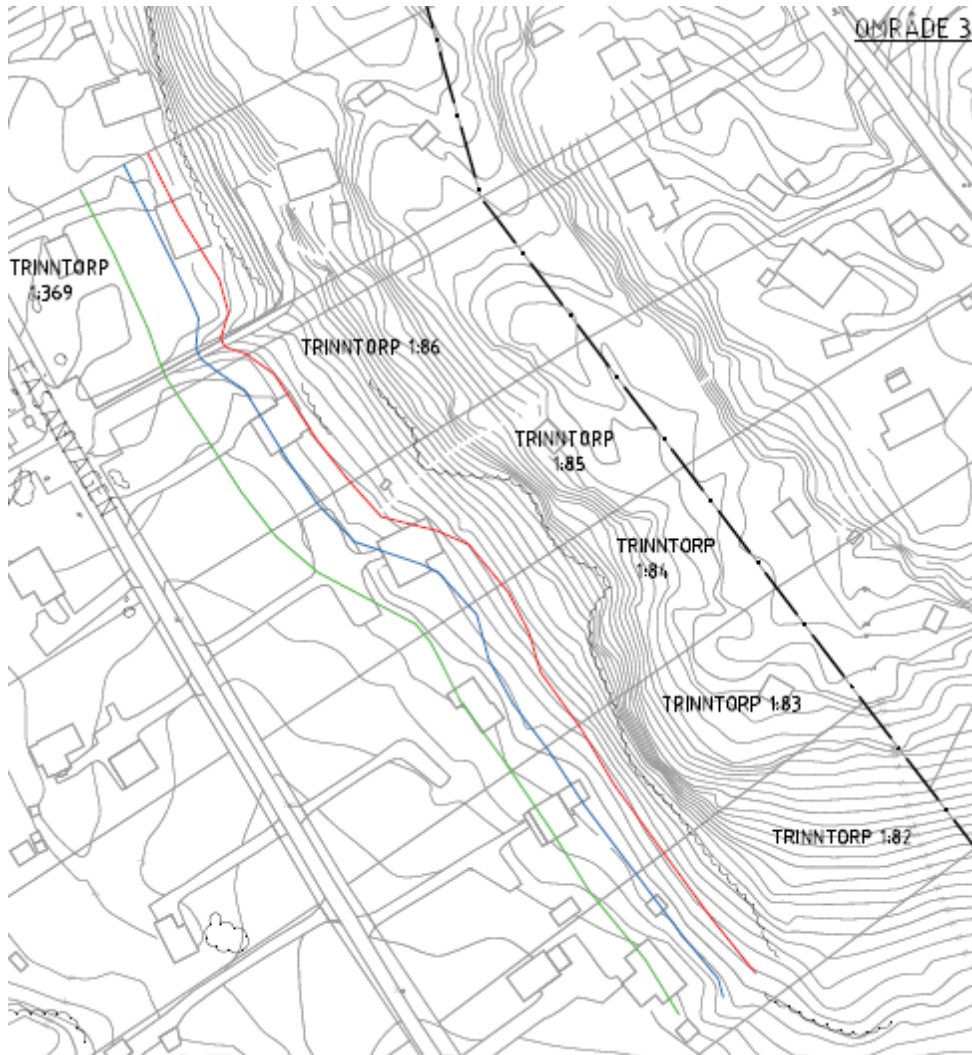 OMRÅDE 3
TRINNTORP
1:369
TRINNTORP 1:86
FASANVÄGEN
TRINNTORP
1:85
TRINNTORP
1:84
TRINNTORP 1:83
TRINNTORP 1:82